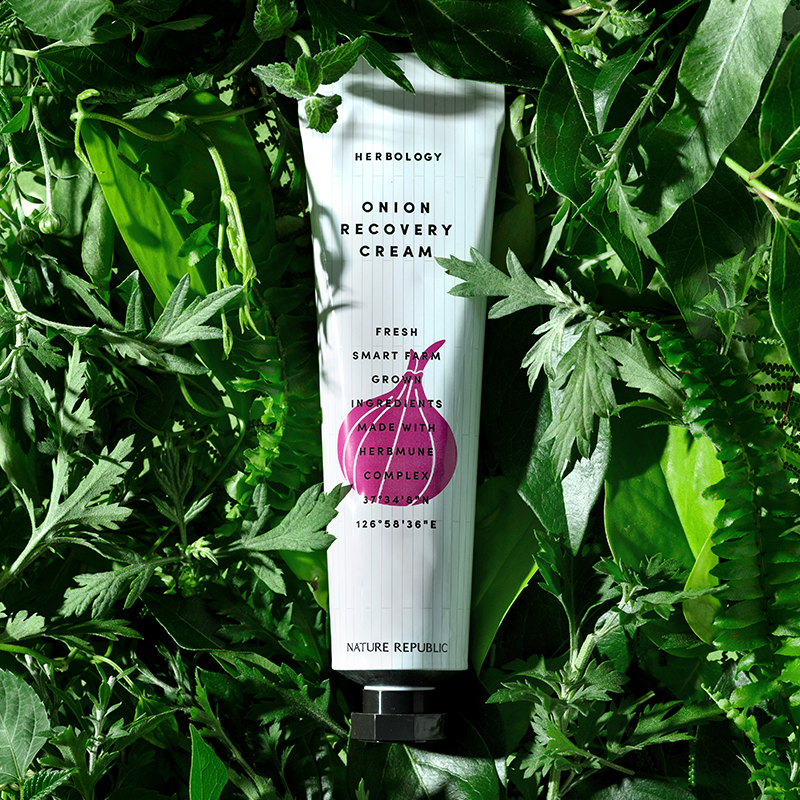 HERBOLOGY
ONION
RECOVERY
CREAM
FRESH
SMART FARM
GROWN
INGREDIENTS
MADE WITH
HERBMUNE
COMPLEX
37°34'8"N
126°58'36"E
NATURE REPUBLIC